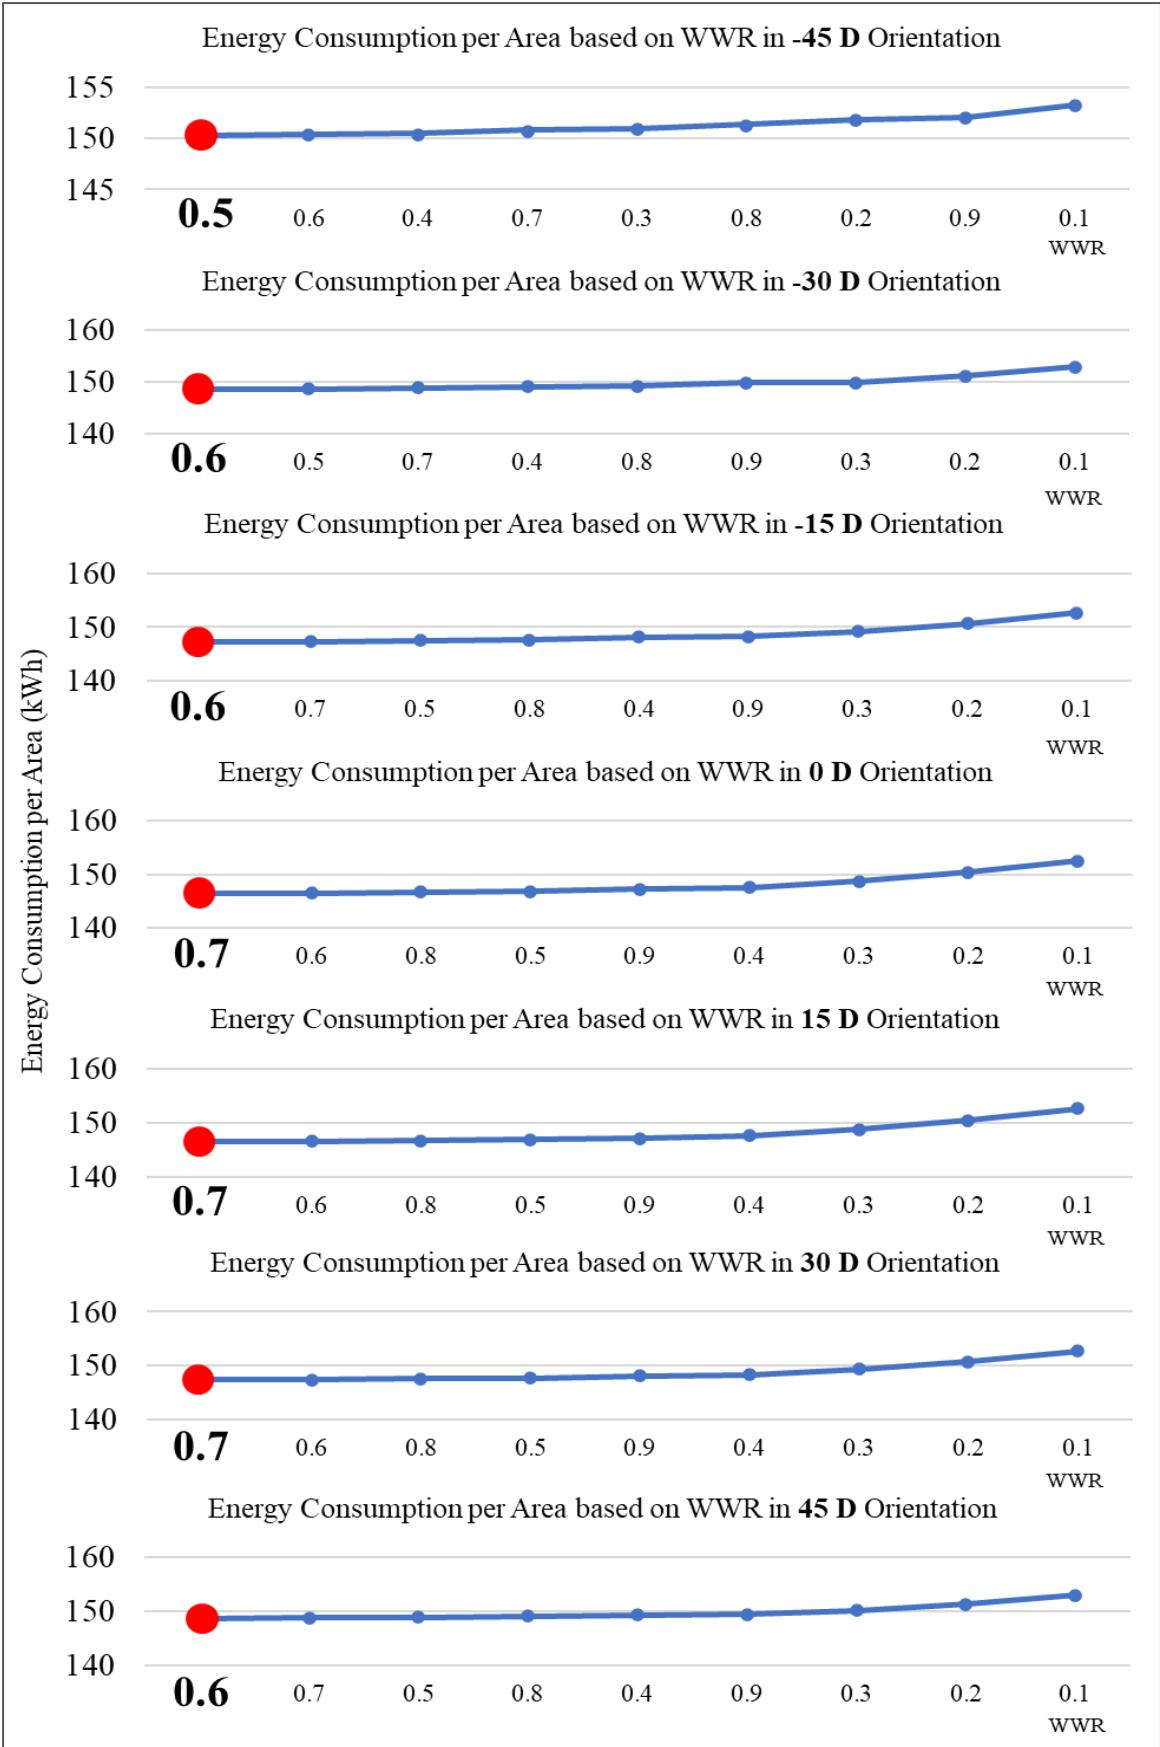 Energy Consumption per Area (kWh)
Energy Consumption per Area based on WWR in -45 D Orientation
155
150
145
0.5 0.6 0.4 0.7 0.3 0.8 0.2 0.9 0.1
WWR
Energy Consumption per Area based on WWR in -30 D Orientation
160
150
140
0.6 0.5 0.7 0.4 0.8 0.9 0.3 0.2 0.1
WWR
Energy Consumption per Area based on WWR in -15 D Orientation
160
150
140
0.6 0.7 0.5 0.8 0.4 0.9 0.3 0.2 0.1
WWR
Energy Consumption per Area based on WWR in 0 D Orientation
160
150
140
0.7 0.6 0.8 0.5 0.9 0.4 0.3 0.2 0.1
WWR
Energy Consumption per Area based on WWR in 15 D Orientation
160
150
140
0.7 0.6 0.8 0.5 0.9 0.4 0.3 0.2 0.1
WWR
Energy Consumption per Area based on WWR in 30 D Orientation
160
150
140
0.7 0.6 0.8 0.5 0.9 0.4 0.3 0.2 0.1
WWR
Energy Consumption per Area based on WWR in 45 D Orientation
160
150
140
0.6 0.7 0.5 0.8 0.4 0.9 0.3 0.2 0.1
WWR